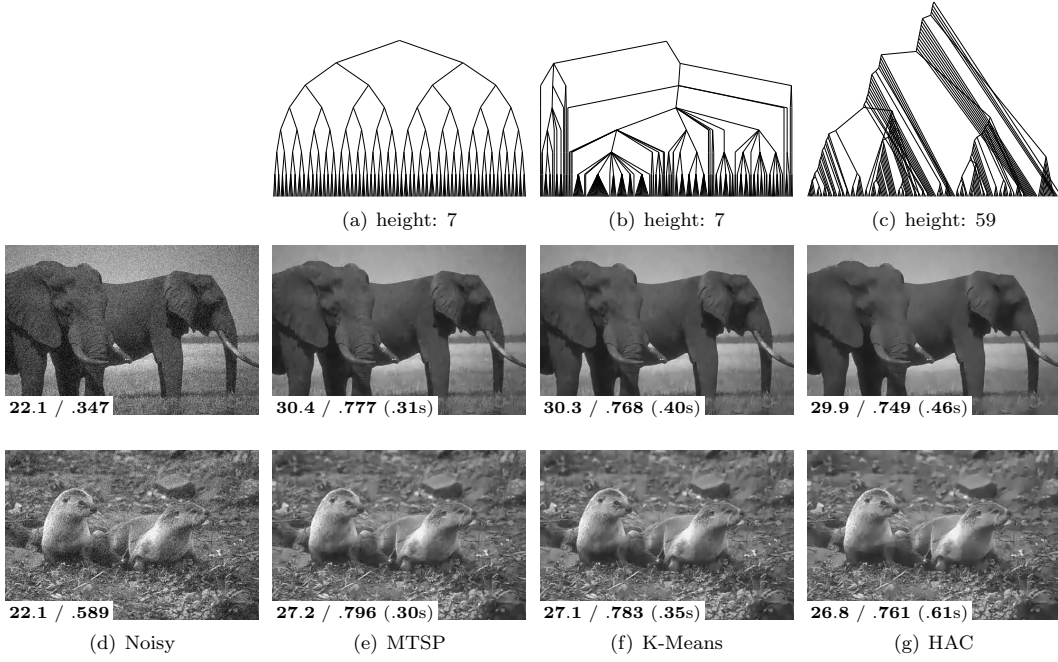 (a) height: 7
(b) height: 7
(c) height: 59
22.1 / .347
30.4 / .777 (.31s)
30.3 / .768 (.40s)
29.9 / .749 (.46s)
22.1 / .589
27.2 / .796 (.30s)
27.1 / .783 (.35s)
26.8 / .761 (.61s)
(d) Noisy
(e) MTSP
(f) K-Means
(g) HAC